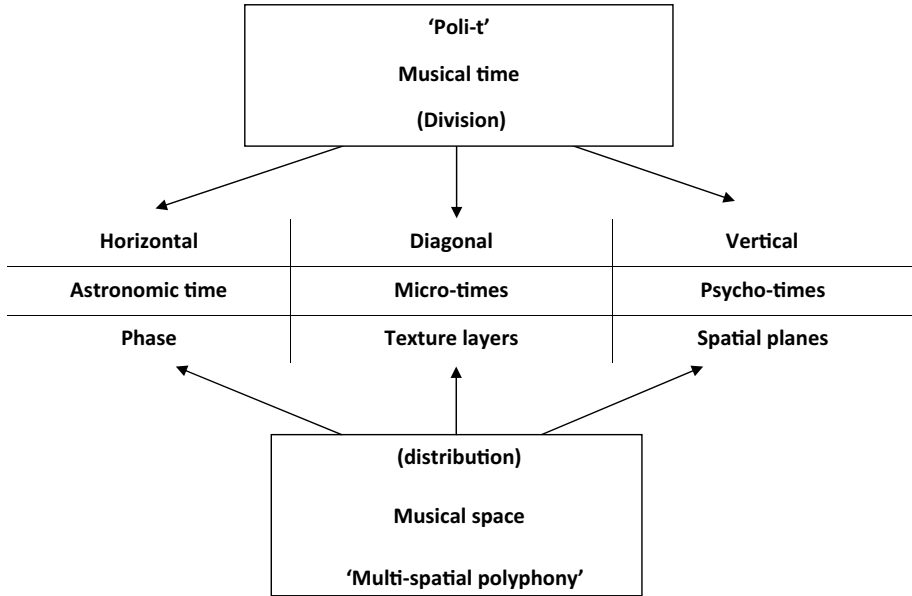 ‘Poli-t’
Musical time
(Division)
Horizontal Diagonal Vertical
Astronomic time Micro-times Psycho-times
Phase Texture layers Spatial planes
(distribution)
Musical space
‘Multi-spatial polyphony’